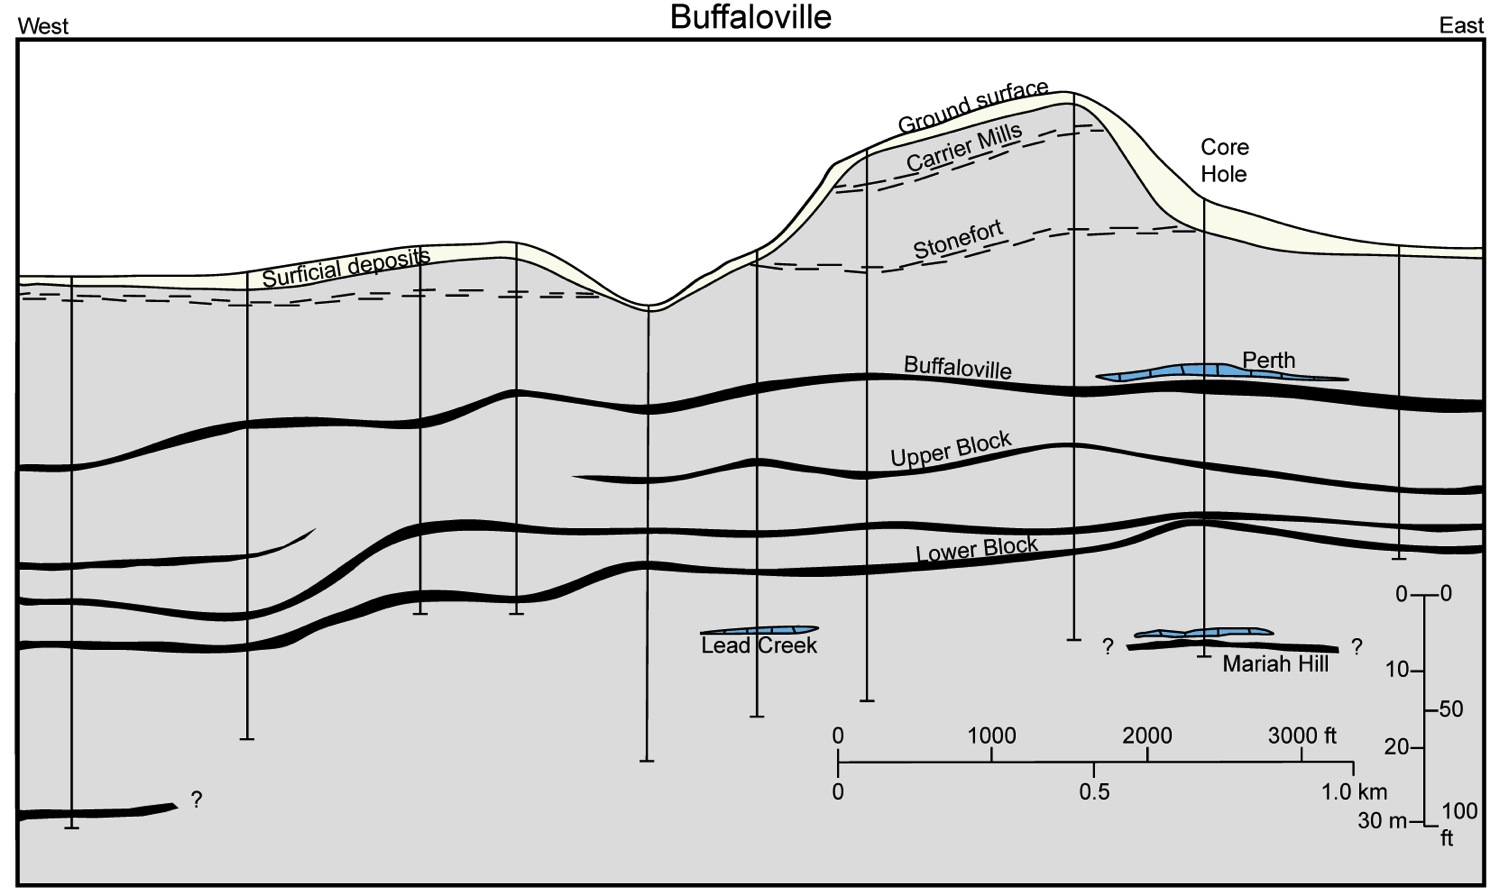 Buffaloville
West
East
Ground surface
Carrier Mills
Core
Hole
Stonefort
Surficial deposits
Buffaloville
Perth
Upper Block
Lower Block
0 0
Lead Creek
? ?
Mariah Hill
10
50
0 1000 2000 3000 ft
20
0 0.5 1.0 km
?
30 m 100
ft